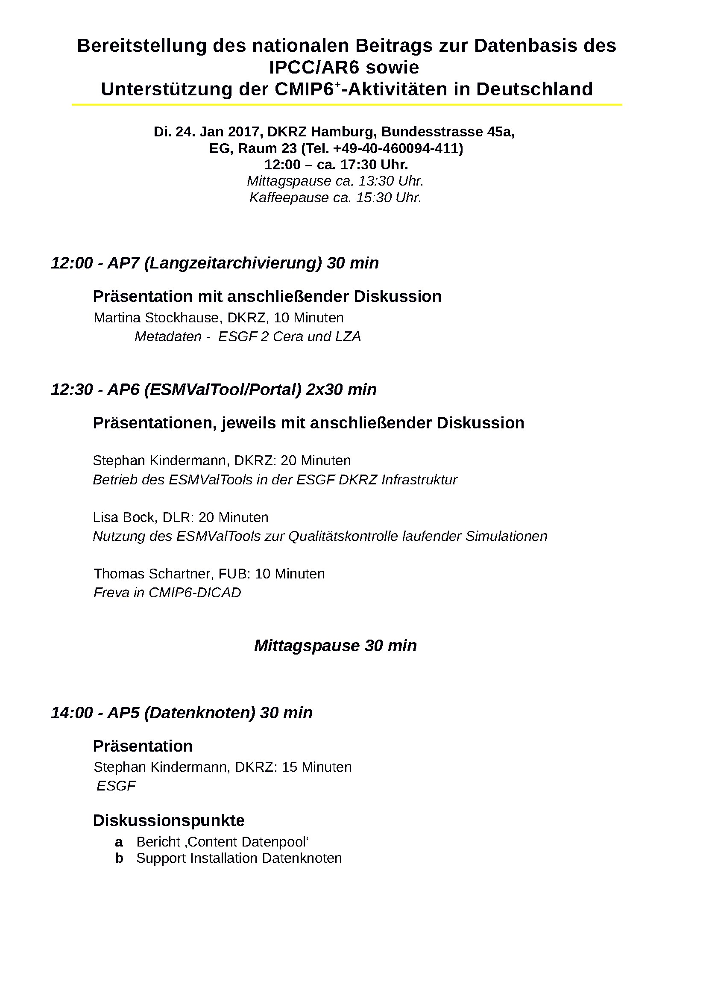 Bereitstellung des nationalen Beitrags zur Datenbasis des
IPCC/AR6 sowie
Unterstützung der CMIP6⁺-Aktivitäten in Deutschland
Di. 24. Jan 2017, DKRZ Hamburg, Bundesstrasse 45a,
EG, Raum 23 (Tel. +49-40-460094-411)
12:00 – ca. 17:30 Uhr.
Mittagspause ca. 13:30 Uhr.
Kaffeepause ca. 15:30 Uhr.
12:00 - AP7 (Langzeitarchivierung) 30 min
Präsentation mit anschließender Diskussion
Martina Stockhause, DKRZ, 10 Minuten
Metadaten - ESGF 2 Cera und LZA
12:30 - AP6 (ESMValTool/Portal) 2x30 min
Präsentationen, jeweils mit anschließender Diskussion
Stephan Kindermann, DKRZ: 20 Minuten
Betrieb des ESMValTools in der ESGF DKRZ Infrastruktur
Lisa Bock, DLR: 20 Minuten
Nutzung des ESMValTools zur Qualitätskontrolle laufender Simulationen
Thomas Schartner, FUB: 10 Minuten
Freva in CMIP6-DICAD
Mittagspause 30 min
14:00 - AP5 (Datenknoten) 30 min
Präsentation
Stephan Kindermann, DKRZ: 15 Minuten
ESGF
Diskussionspunkte
a Bericht ‚Content Datenpool‘
b Support Installation Datenknoten